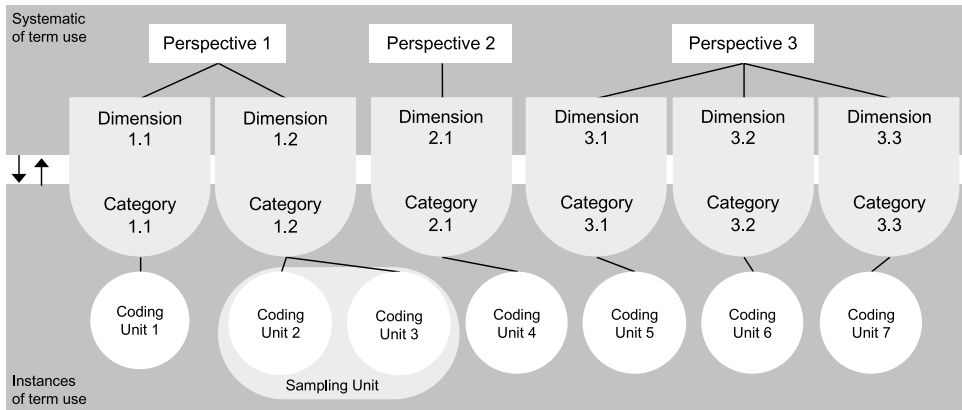 Systematic
of term use
Perspective 1
Perspective 2
Perspective 3
Dimension
1.1
Dimension
1.2
Dimension
2.1
Dimension
3.1
Dimension
3.2
Dimension
3.3
Category
1.1
Category
1.2
Category
2.1
Category
3.1
Category
3.2
Category
3.3
Coding
Unit 1
Coding
Unit 2
Coding
Unit 3
Coding
Unit 4
Coding
Unit 5
Coding
Unit 6
Coding
Unit 7
Sampling Unit
Instances
of term use